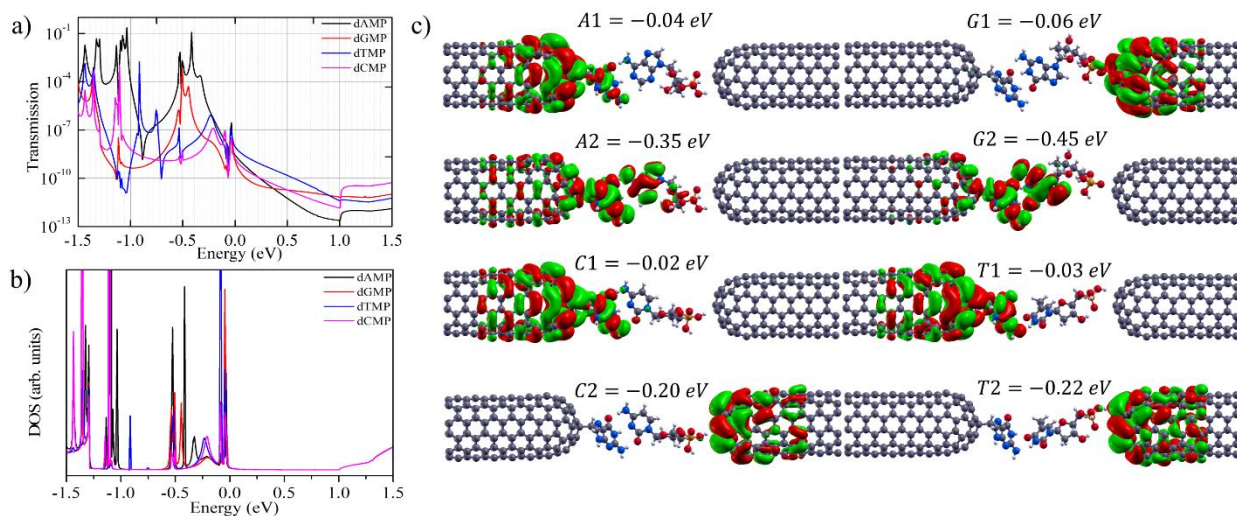 a)
10⁻¹
10⁻⁴
10⁻⁷
10⁻¹⁰
10⁻¹³
Transmission
-1.5 -1.0 -0.5 0.0 0.5 1.0 1.5
Energy (eV)
dAMP
dGMP
dTMP
dCMP
b)
DOS (arb. units)
dAMP
dGMP
dTMP
dCMP
-1.5 -1.0 -0.5 0.0 0.5 1.0 1.5
Energy (eV)
c)
A1 = −0.04 eV
G1 = −0.06 eV
A2 = −0.35 eV
G2 = −0.45 eV
C1 = −0.02 eV
T1 = −0.03 eV
C2 = −0.20 eV
T2 = −0.22 eV